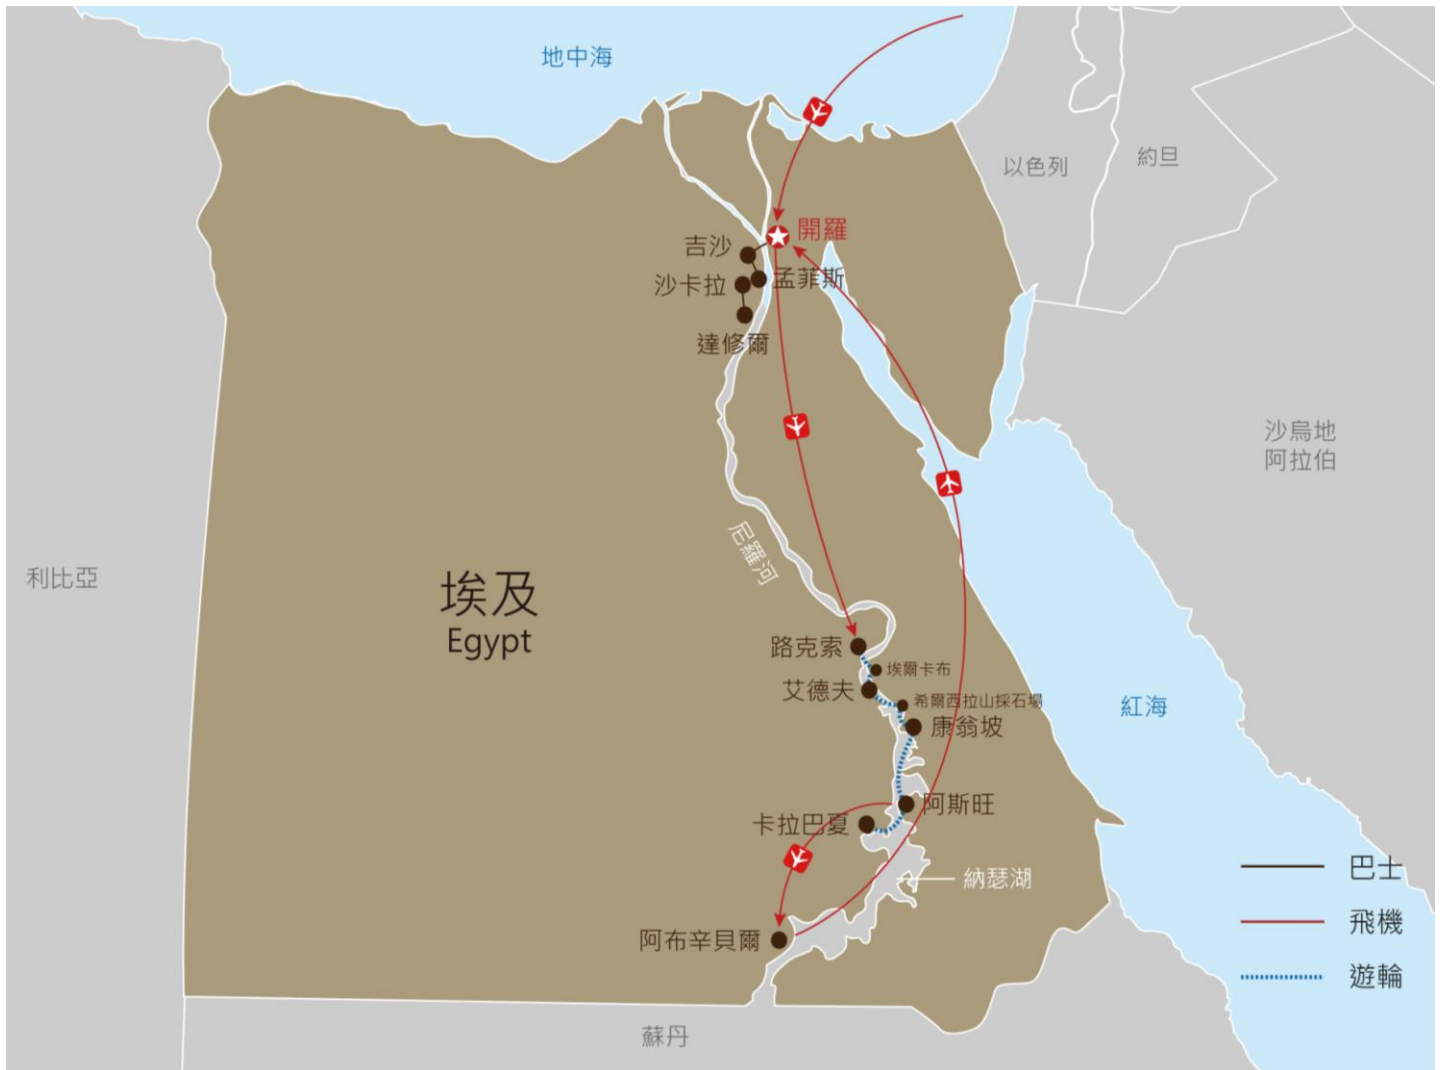 地中海
以色列
約旦
開羅
吉沙
孟菲斯
沙卡拉
達修爾
沙烏地
阿拉伯
尼羅河
利比亞
埃及
Egypt
路克索
埃爾卡布
艾德夫
希爾西拉山採石場
康翁坡
紅海
阿斯旺
卡拉巴夏
納瑟湖
阿布辛貝爾
蘇丹
巴士
飛機
遊輪